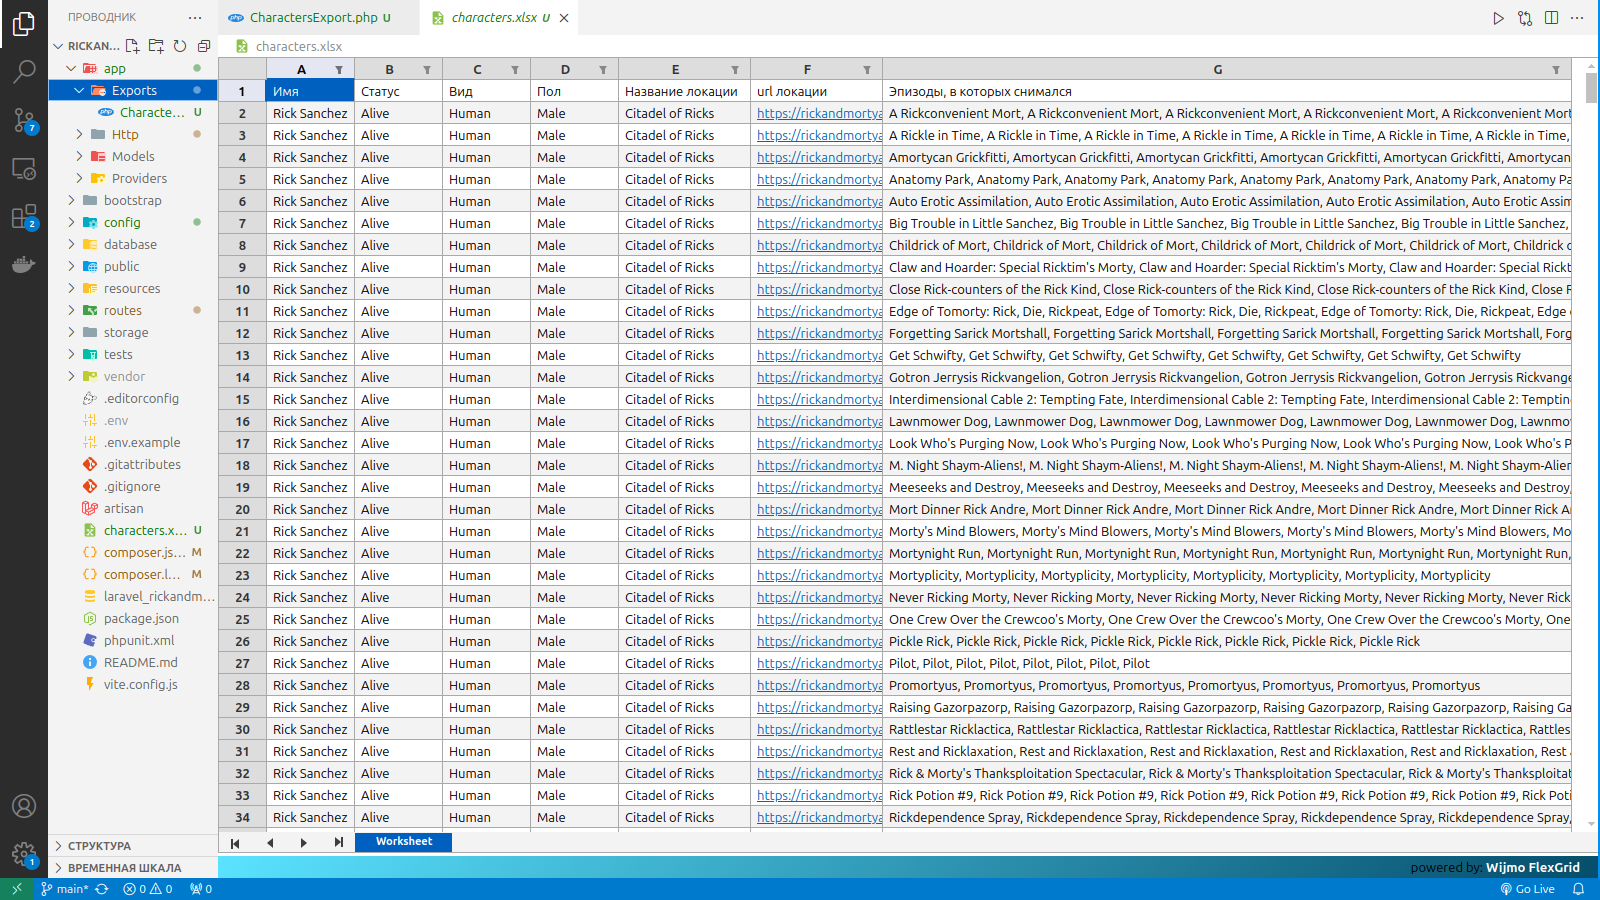 ПРОВОДНИК
CharactersExport.php U
characters.xlsx U
characters.xlsx
RICKAN...
app
Exports
Characte... U
Http
Models
Providers
bootstrap
config
database
public
resources
routes
storage
tests
vendor
.editorconfig
.env
.env.example
.gitattributes
.gitignore
artisan
characters.x... U
composer.js... M
composer.l... M
laravel_rickandm...
package.json
phpunit.xml
README.md
vite.config.js
СТРУКТУРА
ВРЕМЕННАЯ ШКАЛА
A B C D E F G
1 Имя Статус Вид Пол Название локации url локации Эпизоды, в которых снимался
2 Rick Sanchez Alive Human Male Citadel of Ricks https://rickandmortya A Rickconvenient Mort, A Rickconvenient Mort, A Rickconvenient Mort, A Rickconvenient Mort, A Rickconvenient Mort
3 Rick Sanchez Alive Human Male Citadel of Ricks https://rickandmortya A Rickle in Time, A Rickle in Time, A Rickle in Time, A Rickle in Time, A Rickle in Time, A Rickle in Time, A Rickle in Time,
4 Rick Sanchez Alive Human Male Citadel of Ricks https://rickandmortya Amortycan Grickfitti, Amortycan Grickfitti, Amortycan Grickfitti, Amortycan Grickfitti, Amortycan Grickfitti, Amortycan
5 Rick Sanchez Alive Human Male Citadel of Ricks https://rickandmortya Anatomy Park, Anatomy Park, Anatomy Park, Anatomy Park, Anatomy Park, Anatomy Park, Anatomy Park, Anatomy Pa
6 Rick Sanchez Alive Human Male Citadel of Ricks https://rickandmortya Auto Erotic Assimilation, Auto Erotic Assimilation, Auto Erotic Assimilation, Auto Erotic Assimilation, Auto Erotic Assim
7 Rick Sanchez Alive Human Male Citadel of Ricks https://rickandmortya Big Trouble in Little Sanchez, Big Trouble in Little Sanchez, Big Trouble in Little Sanchez, Big Trouble in Little Sanchez,
8 Rick Sanchez Alive Human Male Citadel of Ricks https://rickandmortya Childrick of Mort, Childrick of Mort, Childrick of Mort, Childrick of Mort, Childrick of Mort, Childrick of Mort, Childrick o
9 Rick Sanchez Alive Human Male Citadel of Ricks https://rickandmortya Claw and Hoarder: Special Ricktim's Morty, Claw and Hoarder: Special Ricktim's Morty, Claw and Hoarder: Special Rickt
10 Rick Sanchez Alive Human Male Citadel of Ricks https://rickandmortya Close Rick-counters of the Rick Kind, Close Rick-counters of the Rick Kind, Close Rick-counters of the Rick Kind, Close R
11 Rick Sanchez Alive Human Male Citadel of Ricks https://rickandmortya Edge of Tomorty: Rick, Die, Rickpeat, Edge of Tomorty: Rick, Die, Rickpeat, Edge of Tomorty: Rick, Die, Rickpeat, Edge
12 Rick Sanchez Alive Human Male Citadel of Ricks https://rickandmortya Forgetting Sarick Mortshall, Forgetting Sarick Mortshall, Forgetting Sarick Mortshall, Forgetting Sarick Mortshall, Forg
13 Rick Sanchez Alive Human Male Citadel of Ricks https://rickandmortya Get Schwifty, Get Schwifty, Get Schwifty, Get Schwifty, Get Schwifty, Get Schwifty, Get Schwifty, Get Schwifty
14 Rick Sanchez Alive Human Male Citadel of Ricks https://rickandmortya Gotron Jerrysis Rickvangelion, Gotron Jerrysis Rickvangelion, Gotron Jerrysis Rickvangelion, Gotron Jerrysis Rickvange
15 Rick Sanchez Alive Human Male Citadel of Ricks https://rickandmortya Interdimensional Cable 2: Tempting Fate, Interdimensional Cable 2: Tempting Fate, Interdimensional Cable 2: Temptin
16 Rick Sanchez Alive Human Male Citadel of Ricks https://rickandmortya Lawnmower Dog, Lawnmower Dog, Lawnmower Dog, Lawnmower Dog, Lawnmower Dog, Lawnmower Dog, Lawnmo
17 Rick Sanchez Alive Human Male Citadel of Ricks https://rickandmortya Look Who's Purging Now, Look Who's Purging Now, Look Who's Purging Now, Look Who's Purging Now, Look Who's P
18 Rick Sanchez Alive Human Male Citadel of Ricks https://rickandmortya M. Night Shaym-Aliens!, M. Night Shaym-Aliens!, M. Night Shaym-Aliens!, M. Night Shaym-Aliens!, M. Night Shaym-Alien
19 Rick Sanchez Alive Human Male Citadel of Ricks https://rickandmortya Meeseeks and Destroy, Meeseeks and Destroy, Meeseeks and Destroy, Meeseeks and Destroy, Meeseeks and Destroy,
20 Rick Sanchez Alive Human Male Citadel of Ricks https://rickandmortya Mort Dinner Rick Andre, Mort Dinner Rick Andre, Mort Dinner Rick Andre, Mort Dinner Rick Andre, Mort Dinner Rick A
21 Rick Sanchez Alive Human Male Citadel of Ricks https://rickandmortya Morty's Mind Blowers, Morty's Mind Blowers, Morty's Mind Blowers, Morty's Mind Blowers, Morty's Mind Blowers,
22 Rick Sanchez Alive Human Male Citadel of Ricks https://rickandmortya Mortynight Run, Mortynight Run, Mortynight Run, Mortynight Run, Mortynight Run, Mortynight Run, Mortynight Run,
23 Rick Sanchez Alive Human Male Citadel of Ricks https://rickandmortya Mortyplicity, Mortyplicity, Mortyplicity, Mortyplicity, Mortyplicity, Mortyplicity, Mortyplicity, Mortyplicity
24 Rick Sanchez Alive Human Male Citadel of Ricks https://rickandmortya Never Ricking Morty, Never Ricking Morty, Never Ricking Morty, Never Ricking Morty, Never Ricking Morty, Never Rick
25 Rick Sanchez Alive Human Male Citadel of Ricks https://rickandmortya One Crew Over the Crewcoo's Morty, One Crew Over the Crewcoo's Morty, One Crew Over the Crewcoo's Morty, One
26 Rick Sanchez Alive Human Male Citadel of Ricks https://rickandmortya Pickle Rick, Pickle Rick, Pickle Rick, Pickle Rick, Pickle Rick, Pickle Rick, Pickle Rick, Pickle Rick
27 Rick Sanchez Alive Human Male Citadel of Ricks https://rickandmortya Pilot, Pilot, Pilot, Pilot, Pilot, Pilot, Pilot, Pilot
28 Rick Sanchez Alive Human Male Citadel of Ricks https://rickandmortya Promortyus, Promortyus, Promortyus, Promortyus, Promortyus, Promortyus, Promortyus, Promortyus
29 Rick Sanchez Alive Human Male Citadel of Ricks https://rickandmortya Raising Gazorpazorp, Raising Gazorpazorp, Raising Gazorpazorp, Raising Gazorpazorp, Raising Gazorpazorp, Raising Ga
30 Rick Sanchez Alive Human Male Citadel of Ricks https://rickandmortya Rattlestar Ricklactica, Rattlestar Ricklactica, Rattlestar Ricklactica, Rattlestar Ricklactica, Rattlestar Ricklactica, Rattles
31 Rick Sanchez Alive Human Male Citadel of Ricks https://rickandmortya Rest and Ricklaxation, Rest and Ricklaxation, Rest and Ricklaxation, Rest and Ricklaxation, Rest and Ricklaxation, Rest
32 Rick Sanchez Alive Human Male Citadel of Ricks https://rickandmortya Rick & Morty's Thanksploitation Spectacular, Rick & Morty's Thanksploitation Spectacular, Rick & Morty's Thanksploitat
33 Rick Sanchez Alive Human Male Citadel of Ricks https://rickandmortya Rick Potion #9, Rick Potion #9, Rick Potion #9, Rick Potion #9, Rick Potion #9, Rick Potion #9, Rick Potion #9, Rick Poti
34 Rick Sanchez Alive Human Male Citadel of Ricks https://rickandmortya Rickdependence Spray, Rickdependence Spray, Rickdependence Spray, Rickdependence Spray, Rickdependence Spray,
Worksheet
powered by: Wijmo FlexGrid
7
2
1
main* 0 0 0 Go Live